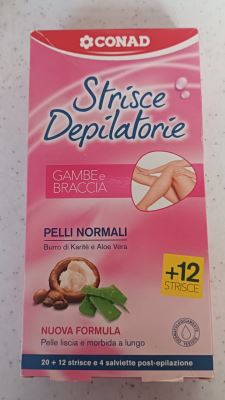 CONAD
Strisce
Depilatorie
GAMBE e
BRACCIA
PELLI NORMALI
Burro di Karitè e Aloe Vera
+12
STRISCE
NUOVA FORMULA
Pelle liscia e morbida a lungo
20 + 12 strisce e 4 salviette post-epilazione